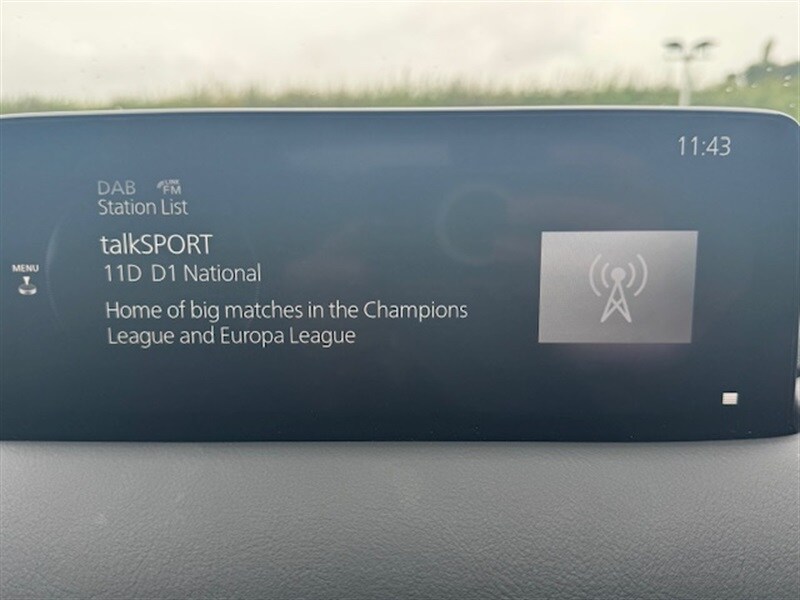 11:43
DAB LINK FM
Station List
talkSPORT
11D D1 National
MENU
Home of big matches in the Champions
League and Europa League